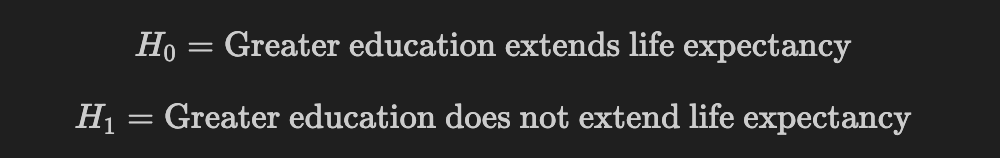 H₀ = Greater education extends life expectancy
H₁ = Greater education does not extend life expectancy